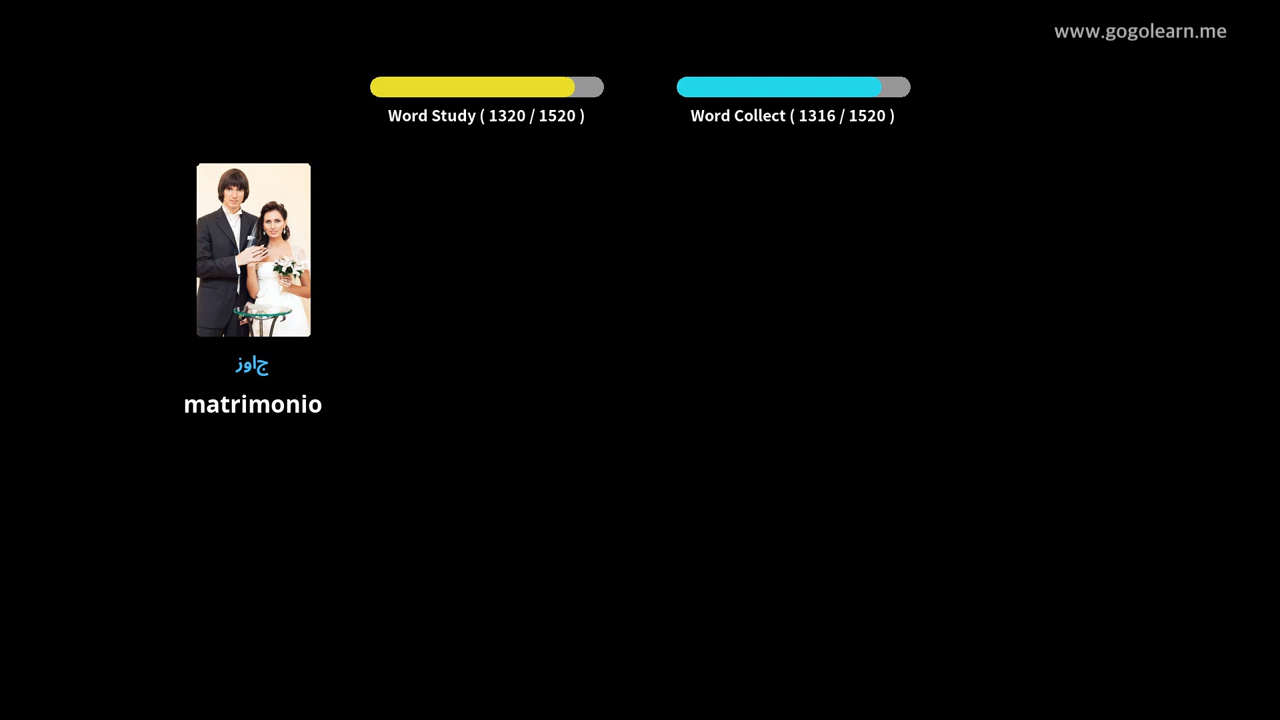 www.gogolearn.me
Word Study ( 1320 / 1520 )
Word Collect ( 1316 / 1520 )
جاوز
matrimonio